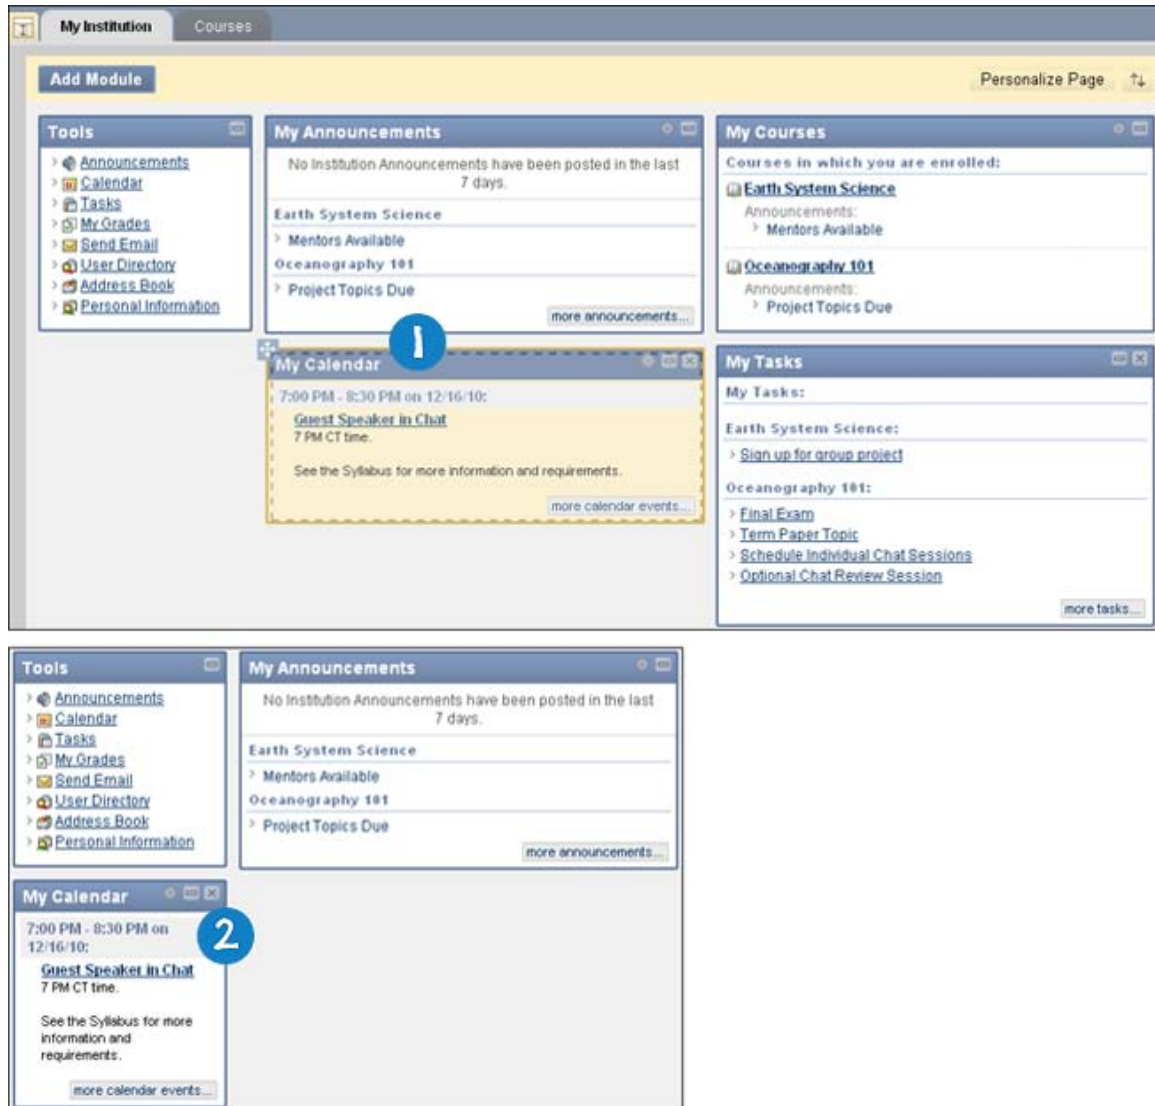 My Institution
Courses
Add Module
Personalize Page
Tools
Announcements
Calendar
Tasks
My Grades
Send Email
User Directory
Address Book
Personal Information
My Announcements
No Institution Announcements have been posted in the last
7 days.
Earth System Science
Mentors Available
Oceanography 101
Project Topics Due
more announcements...
My Courses
Courses in which you are enrolled:
Earth System Science
Announcements:
Mentors Available
Oceanography 101
Announcements:
Project Topics Due
1
My Calendar
7:00 PM - 8:30 PM on 12/16/10:
Guest Speaker in Chat
7 PM CT time.
See the Syllabus for more information and requirements.
more calendar events...
My Tasks
My Tasks:
Earth System Science:
Sign up for group project
Oceanography 101:
Final Exam
Term Paper Topic
Schedule Individual Chat Sessions
Optional Chat Review Session
more tasks...
Tools
Announcements
Calendar
Tasks
My Grades
Send Email
User Directory
Address Book
Personal Information
My Announcements
No Institution Announcements have been posted in the last
7 days.
Earth System Science
Mentors Available
Oceanography 101
Project Topics Due
more announcements...
My Calendar
2
7:00 PM - 8:30 PM on
12/16/10:
Guest Speaker in Chat
7 PM CT time.
See the Syllabus for more
information and
requirements.
more calendar events...